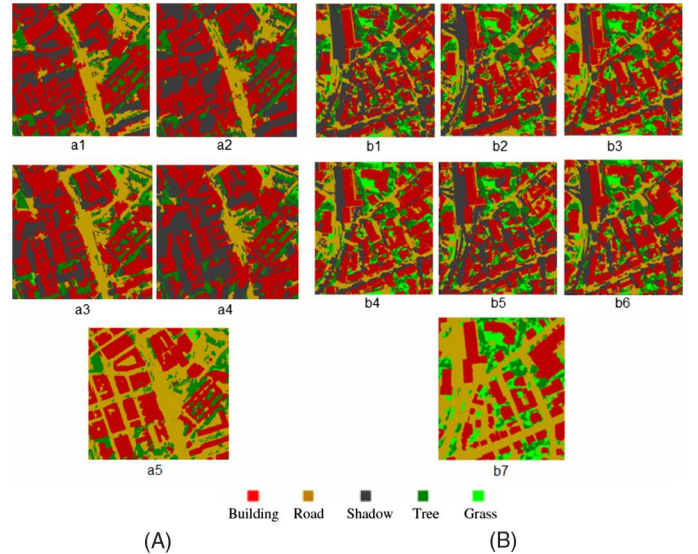 a1 a2 b1 b2 b3
a3 a4 b4 b5 b6
a5 b7
Building Road Shadow Tree Grass
(A) (B)